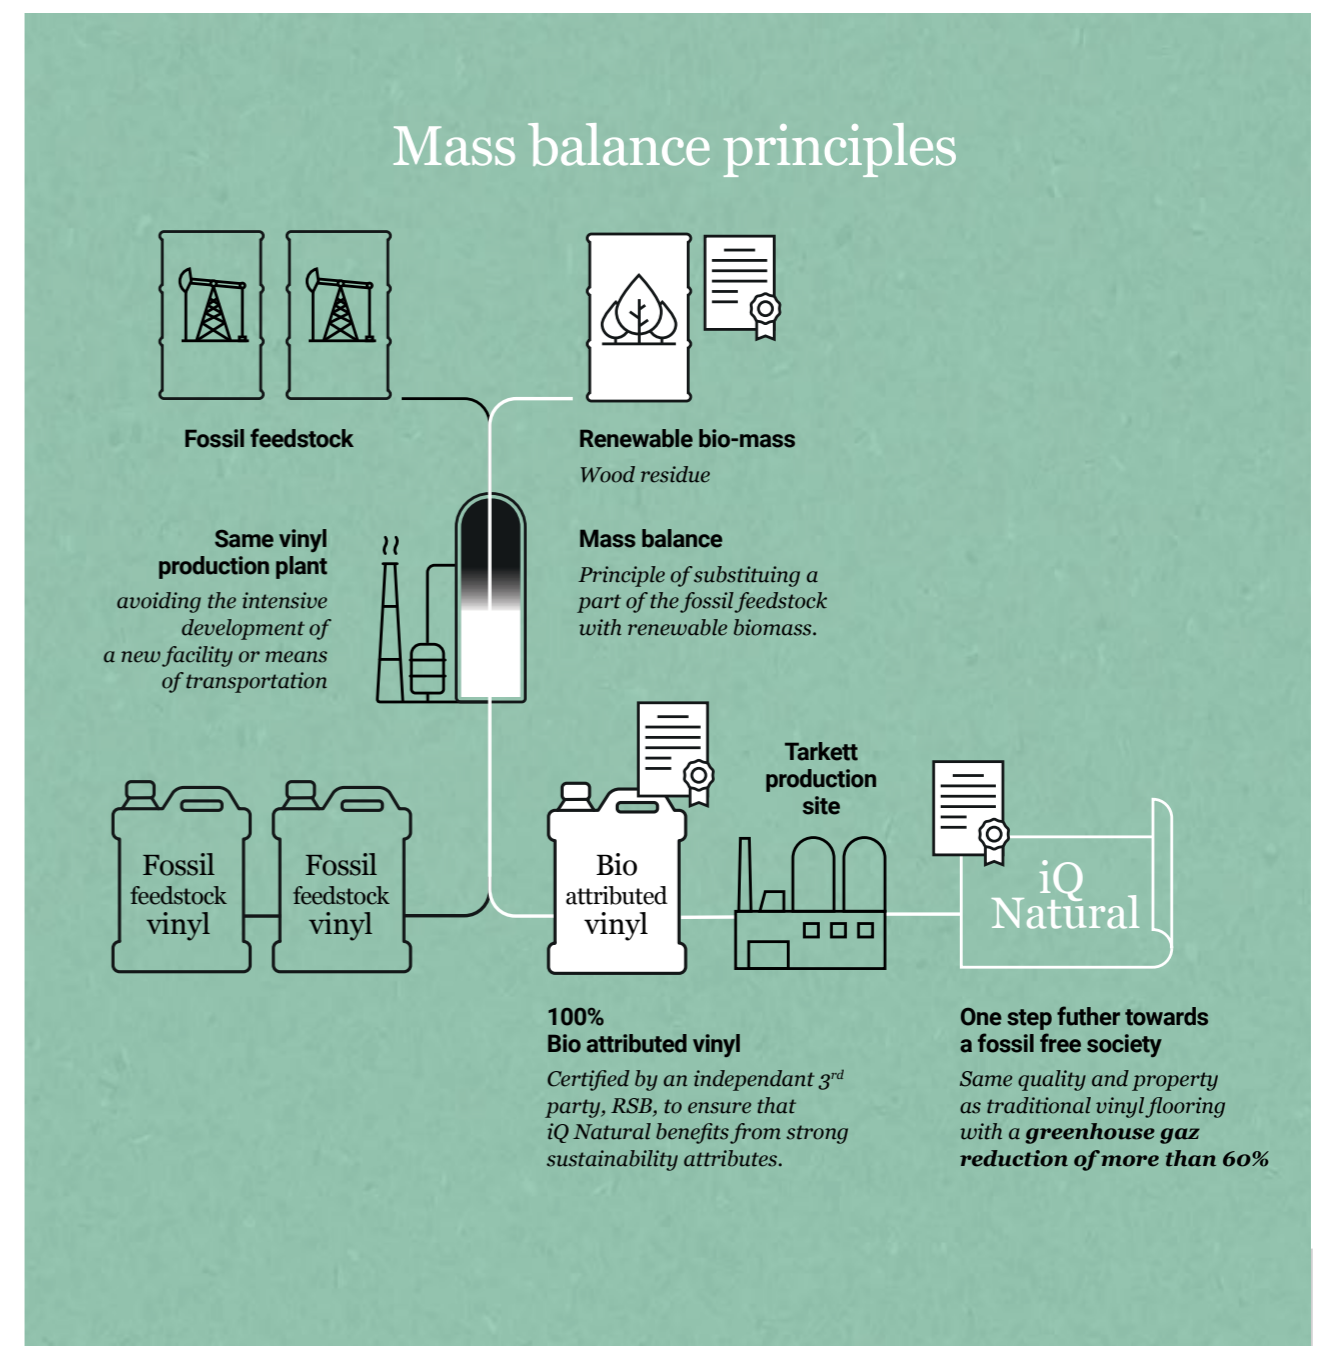 Mass balance principles
Fossil feedstock
Renewable bio-mass
Wood residue
Same vinyl
production plant
avoiding the intensive
development of
a new facility or means
of transportation
Mass balance
Principle of substituing a
part of the fossil feedstock
with renewable biomass.
Fossil
feedstock
vinyl
Fossil
feedstock
vinyl
Bio
attributed
vinyl
Tarkett
production
site
iQ
Natural
100%
Bio attributed vinyl
Certified by an independant 3rd
party, RSB, to ensure that
iQ Natural benefits from strong
sustainability attributes.
One step futher towards
a fossil free society
Same quality and property
as traditional vinyl flooring
with a greenhouse gaz
reduction of more than 60%